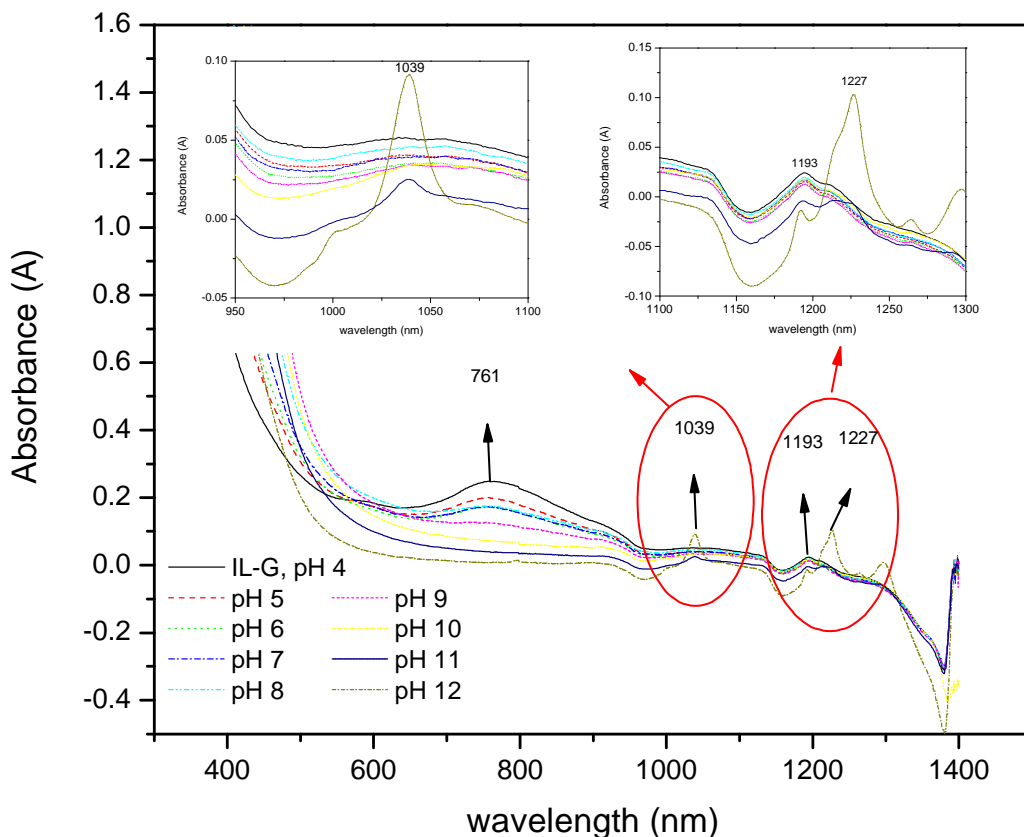 1.6
1.4
1.2
1.0
0.8
0.6
0.4
0.2
0.0
-0.2
-0.4
Absorbance (A)
400 600 800 1000 1200 1400
wavelength (nm)
0.10
0.05
0.00
-0.05
Absorbance (A)
1039
950 1000 1050 1100
wavelength (nm)
0.15
0.10
0.05
0.00
-0.05
-0.10
Absorbance (A)
1227
1193
1100 1150 1200 1250 1300
wavelength (nm)
761
1039
1193 1227
IL-G, pH 4
pH 5
pH 6
pH 7
pH 8
pH 9
pH 10
pH 11
pH 12